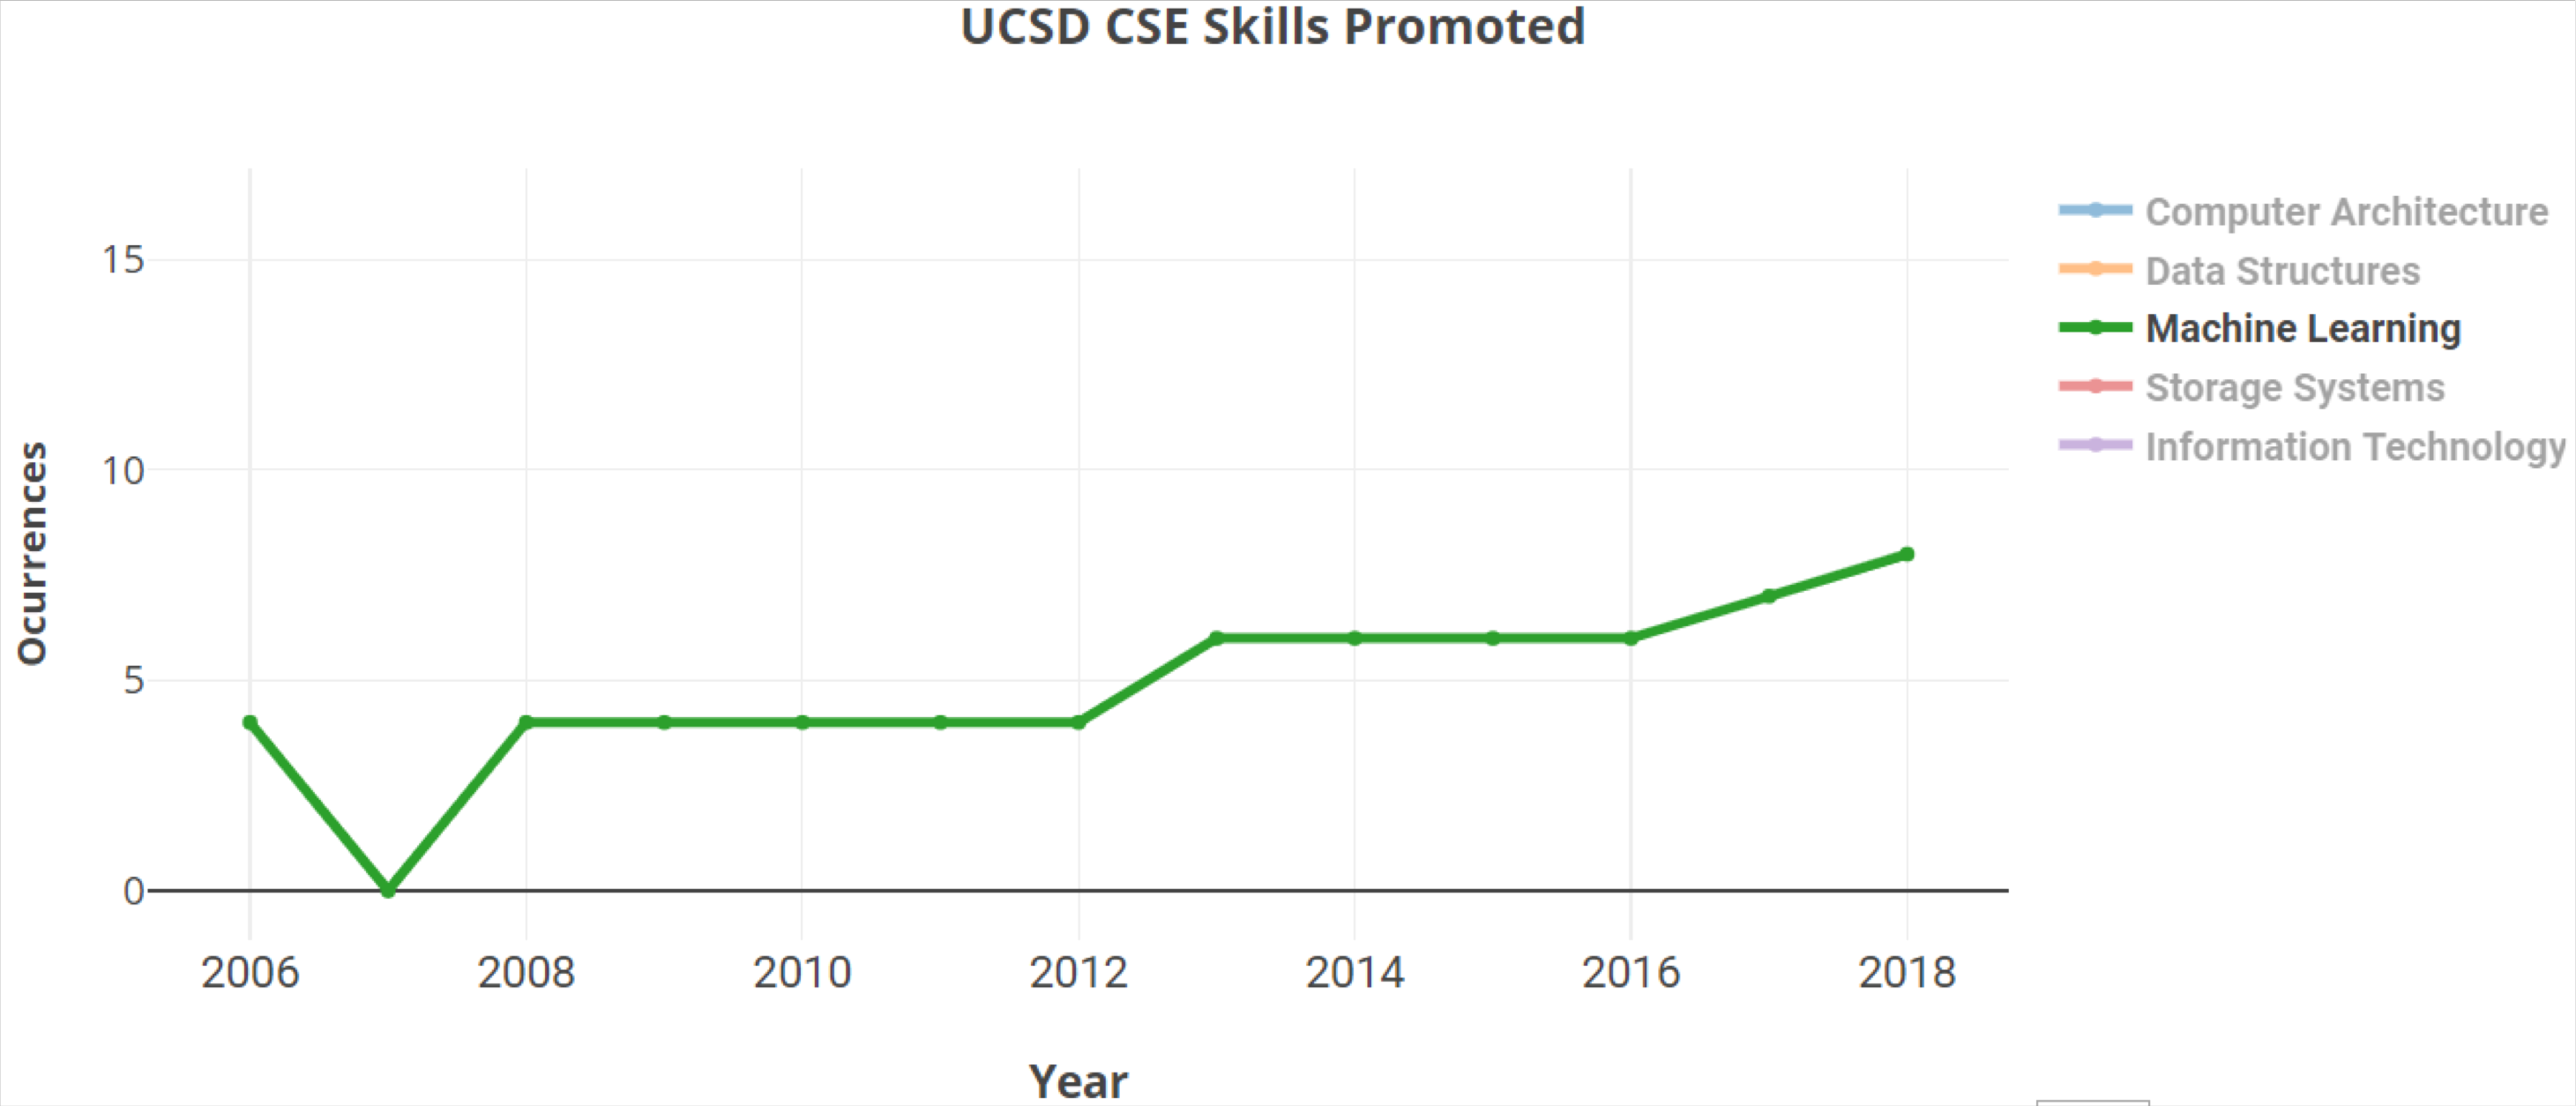 UCSD CSE Skills Promoted
15
10
5
0
Ocurrences
2006 2008 2010 2012 2014 2016 2018
Year
Computer Architecture
Data Structures
Machine Learning
Storage Systems
Information Technology